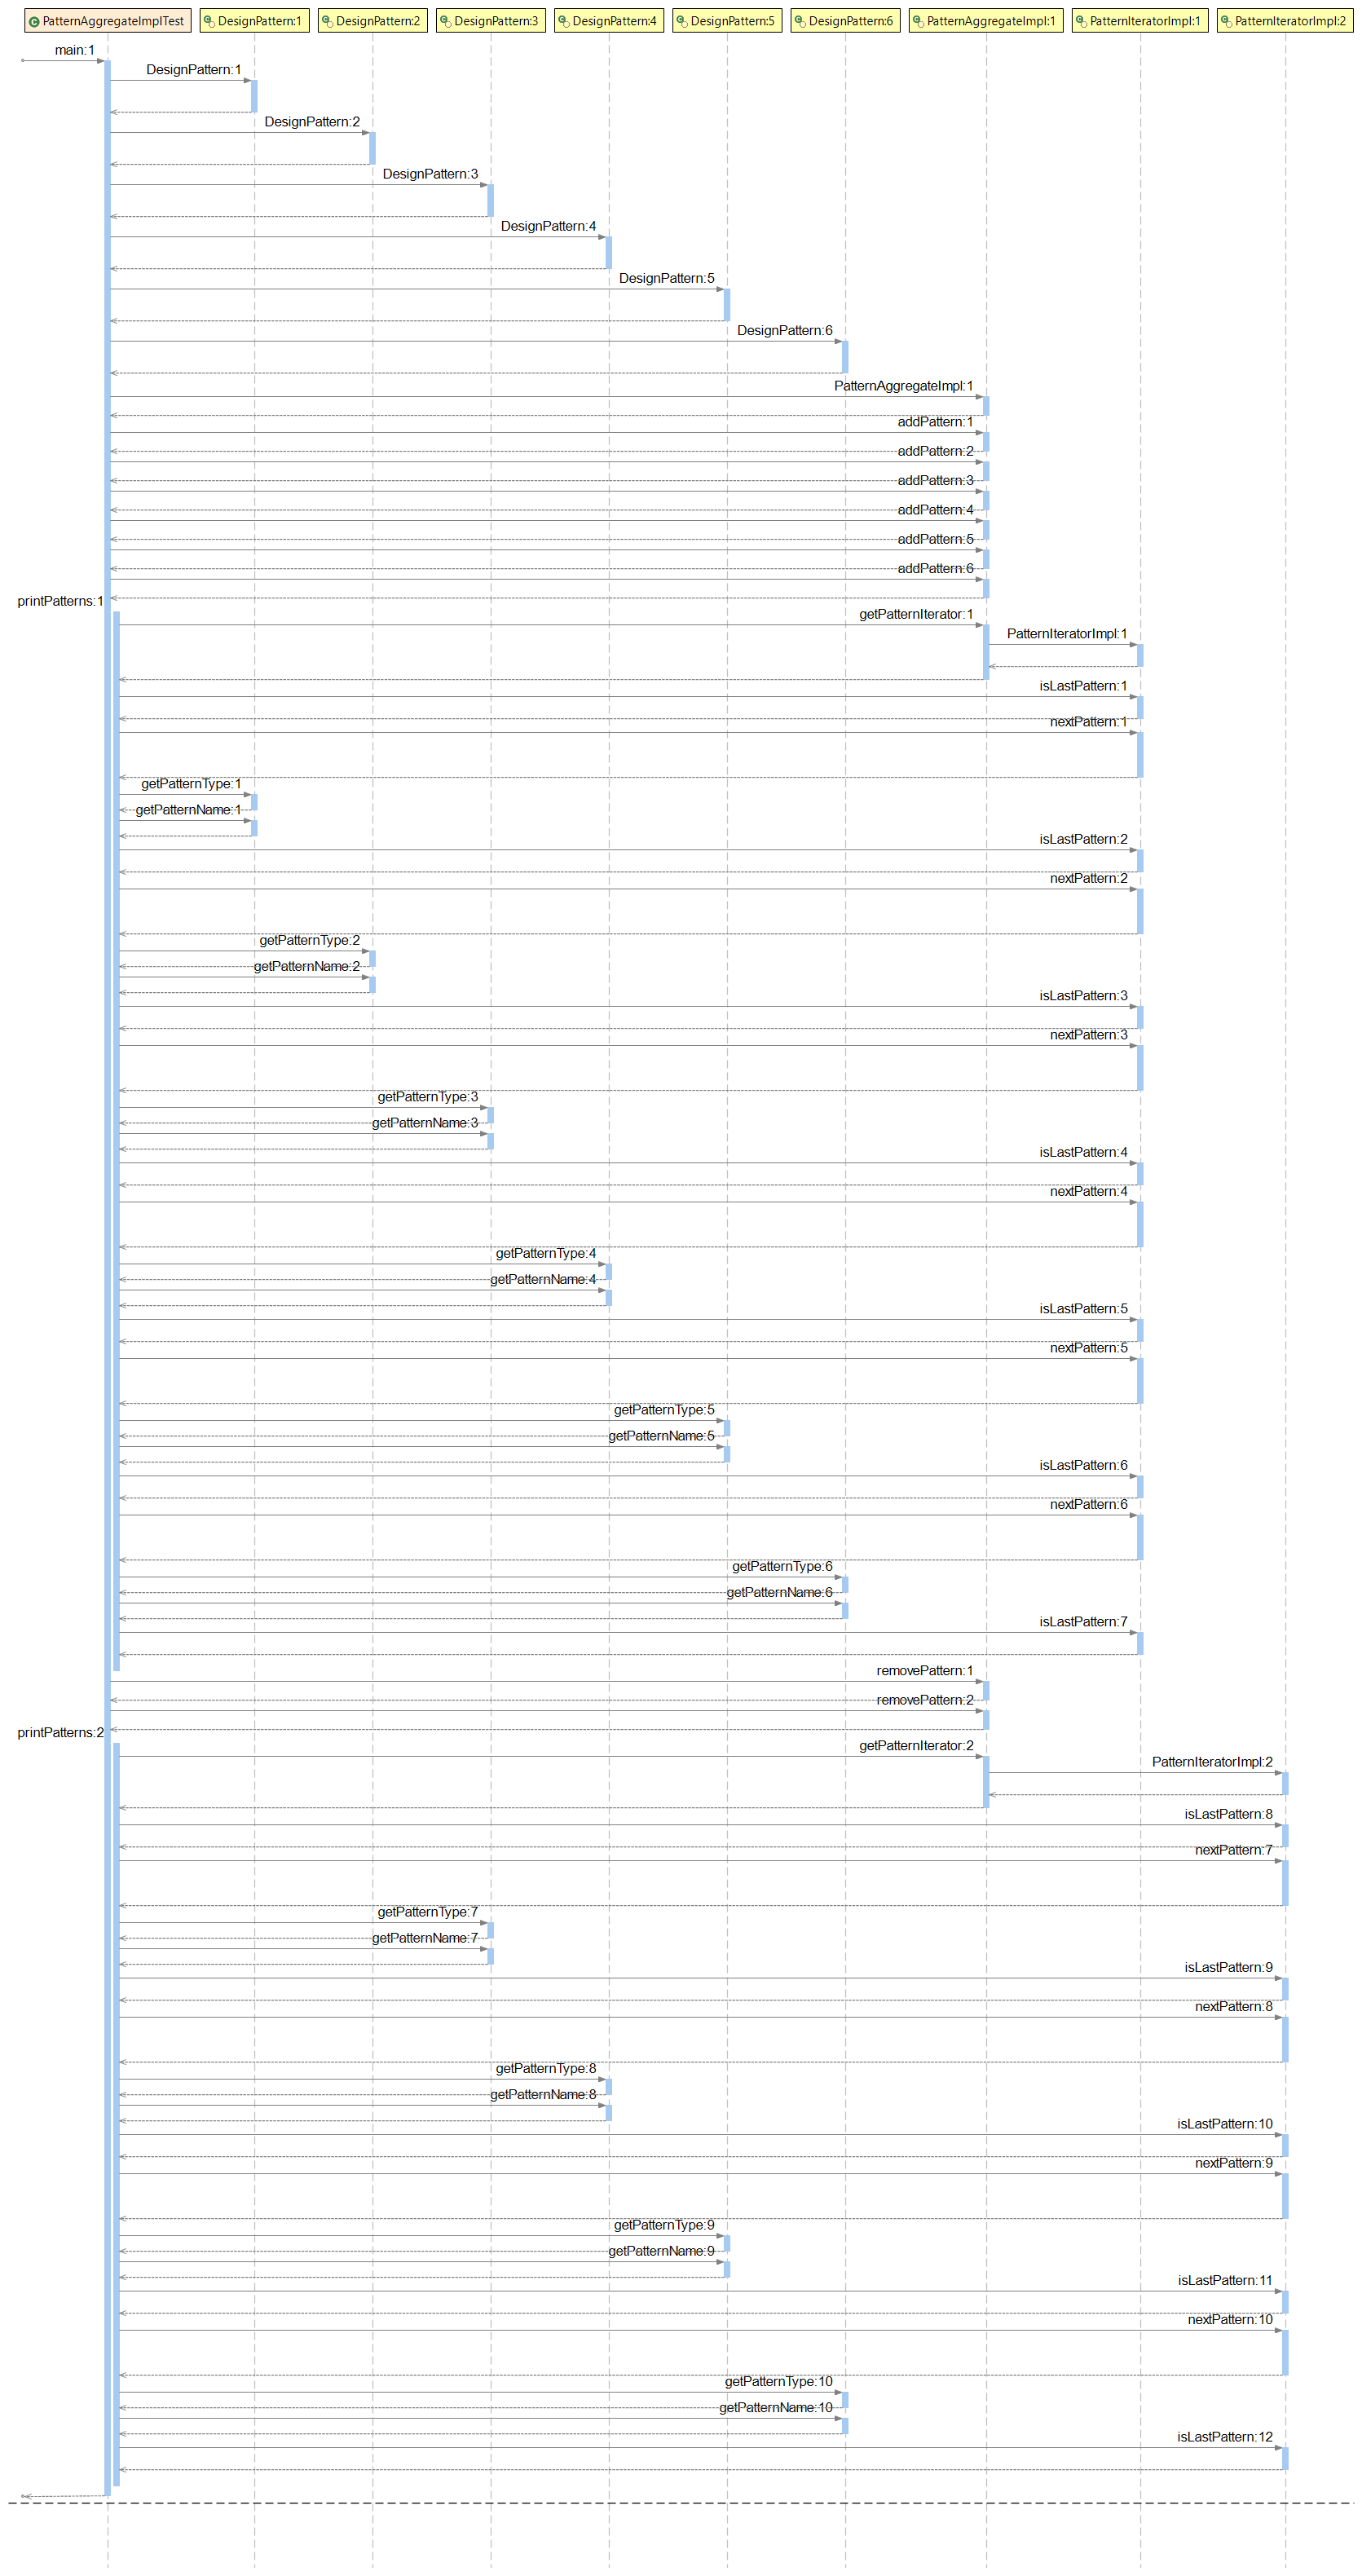 PatternAggregateImplTest DesignPattern:1 DesignPattern:2 DesignPattern:3 DesignPattern:4 DesignPattern:5 DesignPattern:6 PatternAggregateImpl:1 PatternIteratorImpl:1 PatternIteratorImpl:2
main:1
DesignPattern:1
DesignPattern:2
DesignPattern:3
DesignPattern:4
DesignPattern:5
DesignPattern:6
PatternAggregateImpl:1
addPattern:1
addPattern:2
addPattern:3
addPattern:4
addPattern:5
addPattern:6
printPatterns:1
getPatternIterator:1
PatternIteratorImpl:1
isLastPattern:1
nextPattern:1
getPatternType:1
getPatternName:1
isLastPattern:2
nextPattern:2
getPatternType:2
getPatternName:2
isLastPattern:3
nextPattern:3
getPatternType:3
getPatternName:3
isLastPattern:4
nextPattern:4
getPatternType:4
getPatternName:4
isLastPattern:5
nextPattern:5
getPatternType:5
getPatternName:5
isLastPattern:6
nextPattern:6
getPatternType:6
getPatternName:6
isLastPattern:7
removePattern:1
removePattern:2
printPatterns:2
getPatternIterator:2
PatternIteratorImpl:2
isLastPattern:8
nextPattern:7
getPatternType:7
getPatternName:7
isLastPattern:9
nextPattern:8
getPatternType:8
getPatternName:8
isLastPattern:10
nextPattern:9
getPatternType:9
getPatternName:9
isLastPattern:11
nextPattern:10
getPatternType:10
getPatternName:10
isLastPattern:12